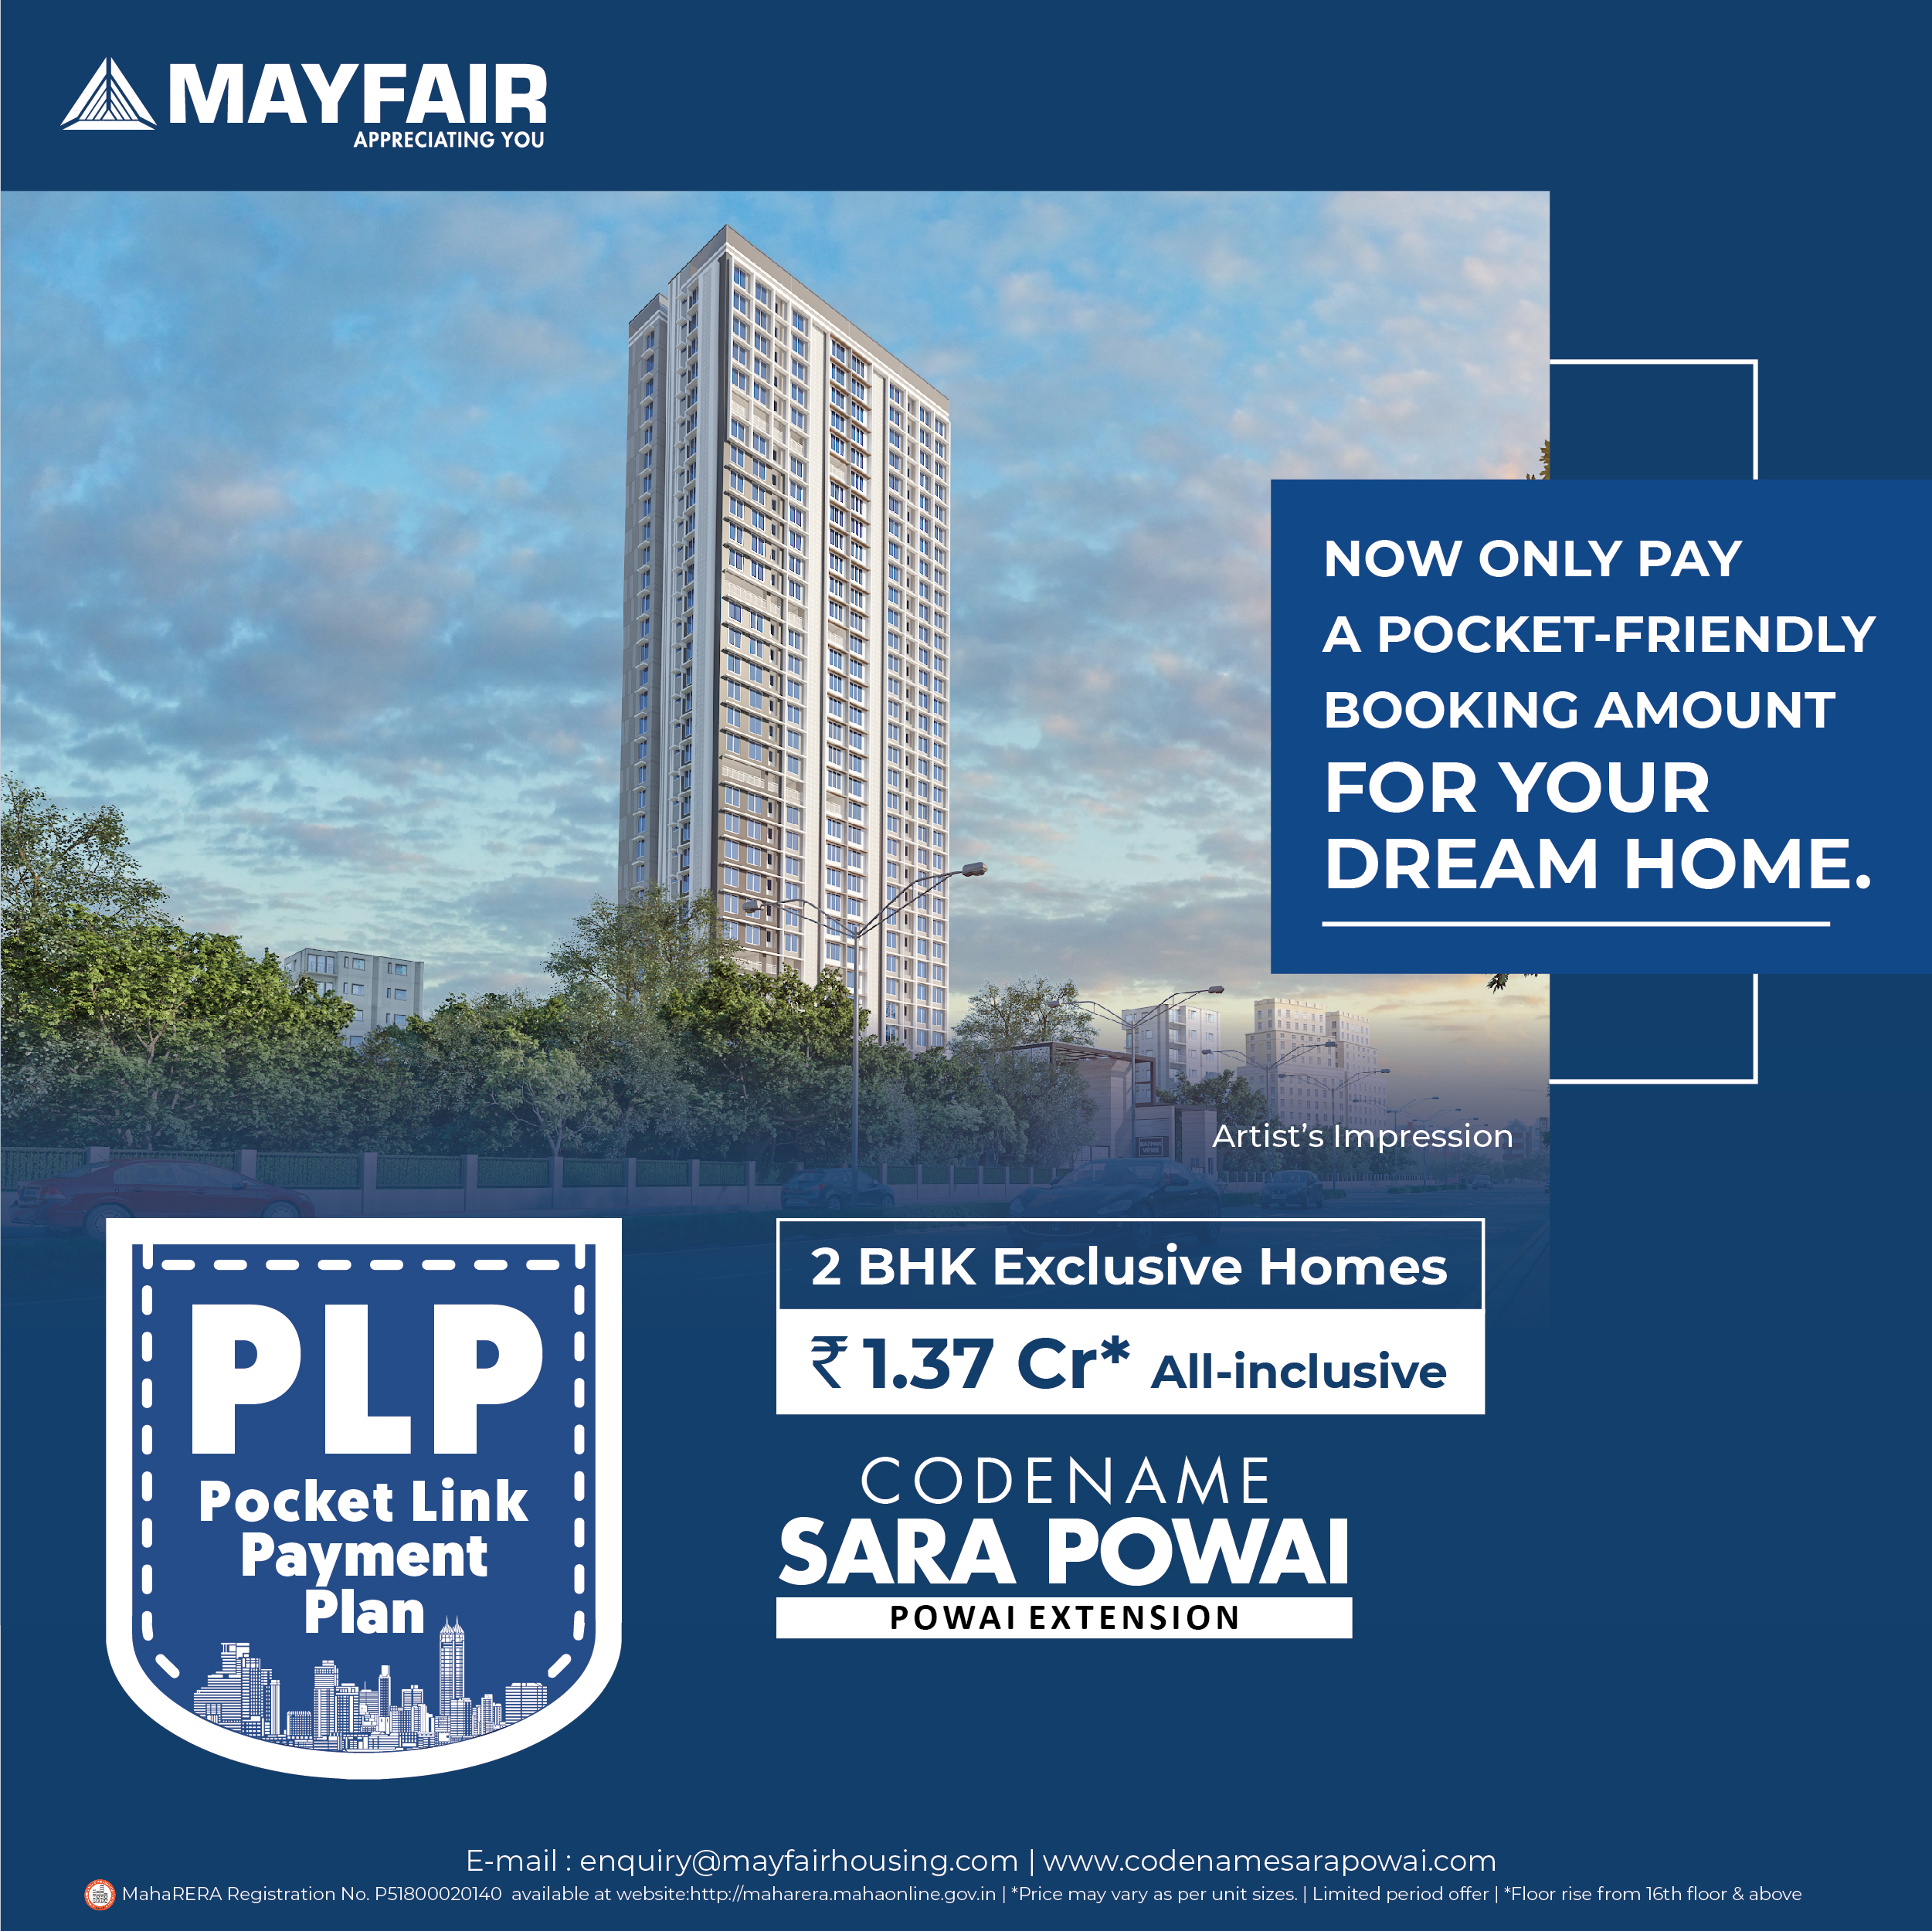 MAYFAIR
APPRECIATING YOU
NOW ONLY PAY
A POCKET-FRIENDLY
BOOKING AMOUNT
FOR YOUR
DREAM HOME.
Artist's Impression
PLP
Pocket Link
Payment
Plan
2 BHK Exclusive Homes
₹ 1.37 Cr* All-inclusive
CODENAME
SARA POWAI
POWAI EXTENSION
E-mail : enquiry@mayfairhousing.com | www.codenamesarapowai.com
MahaRERA Registration No. P51800020140 available at website:http://maharera.mahaonline.gov.in | *Price may vary as per unit sizes. | Limited period offer | *Floor rise from 16th floor & above